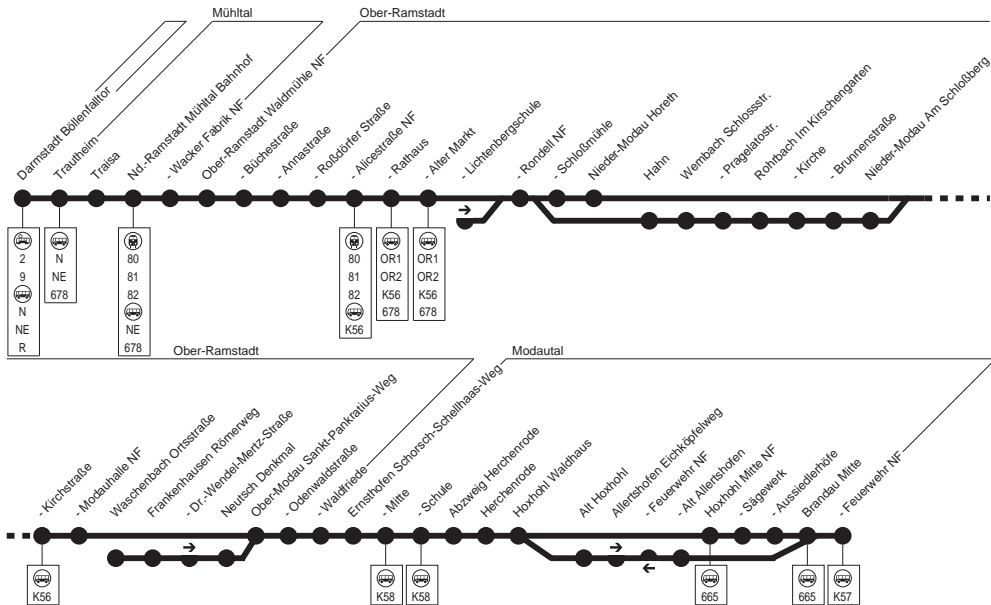 Mühltal
Ober-Ramstadt
Darmstadt Böllenfalltor
Trautheim
Traisa
Nd.-Ramstadt Mühltal Bahnhof
- Wacker Fabrik NF
Ober-Ramstadt Waldmühle NF
- Büchestraße
- Annastraße
- Roßdörfer Straße
- Alicestraße NF
- Rathaus
- Alter Markt
- Lichtenbergschule
- Rondell NF
- Schloßmühle
Nieder-Modau Horeth
Hahn
Wembach Schlossstr.
- Pragelatostr.
Rohrbach Im Kirschengarten
- Kirche
- Brunnenstraße
Nieder-Modau Am Schloßberg
2
9
N
NE
R
N
NE
678
80
81
82
NE
678
80
81
82
K56
OR1
OR2
K56
678
OR1
OR2
K56
678
Ober-Ramstadt
Modautal
- Kirchstraße
- Modauhalle NF
Waschenbach Ortsstraße
Frankenhausen Römerweg
- Dr.-Wendel-Mertz-Straße
Neutsch Denkmal
Ober-Modau Sankt-Pankratius-Weg
- Odenwaldstraße
- Waldfriede
Ernsthofen Schorsch-Schellhaas-Weg
- Mitte
- Schule
Abzweig Herchenrode
Herchenrode
Hoxhohl Waldhaus
Alt Hoxhohl
Allertshofen Eichköpfelweg
- Feuerwehr NF
- Alt Allertshofen
Hoxhohl Mitte NF
- Sägewerk
- Aussiedlerhöfe
Brandau Mitte
- Feuerwehr NF
K56
K58
K58
665
665
K57